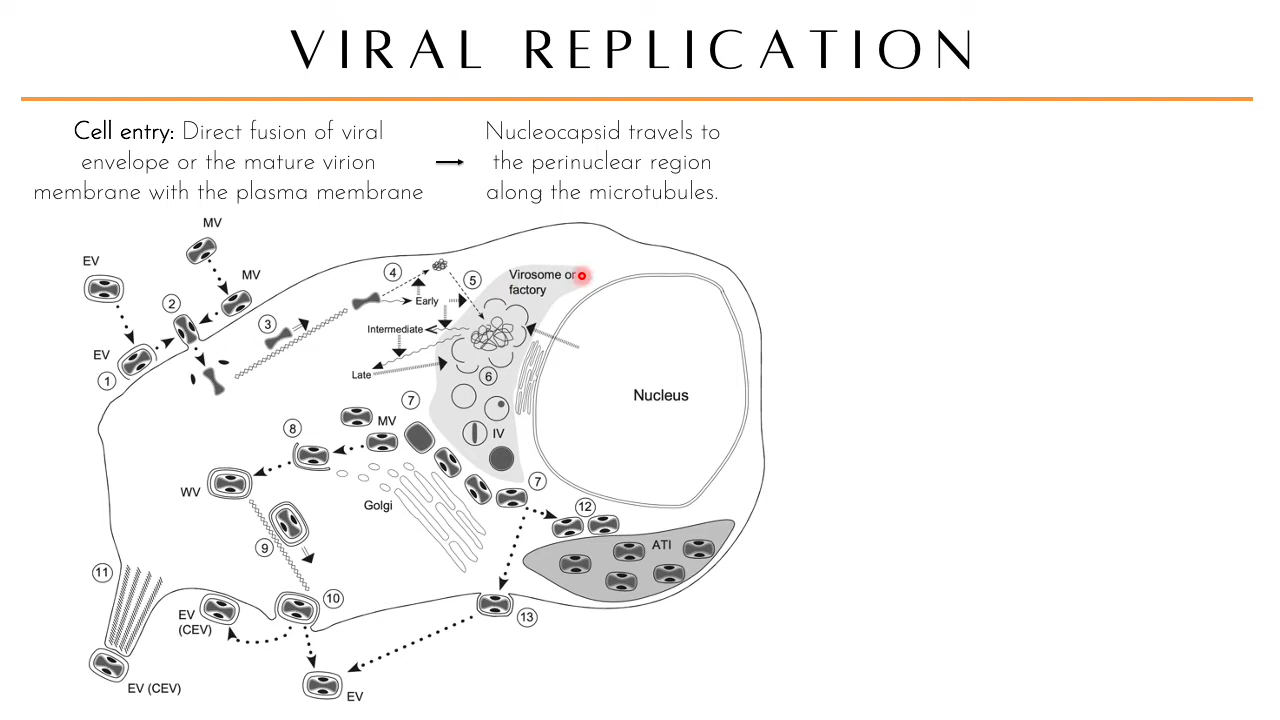 VIRAL REPLICATION
Cell entry: Direct fusion of viral
envelope or the mature virion
membrane with the plasma membrane
Nucleocapsid travels to
the perinuclear region
along the microtubules.
MV
EV
MV
2
EV
1
3
4
5
Early
Intermediate
Late
Virosome or
factory
6
Nucleus
7
MV
IV
8
WV
Golgi
7
12
ATI
9
11
10
EV
(CEV)
13
EV (CEV)
EV